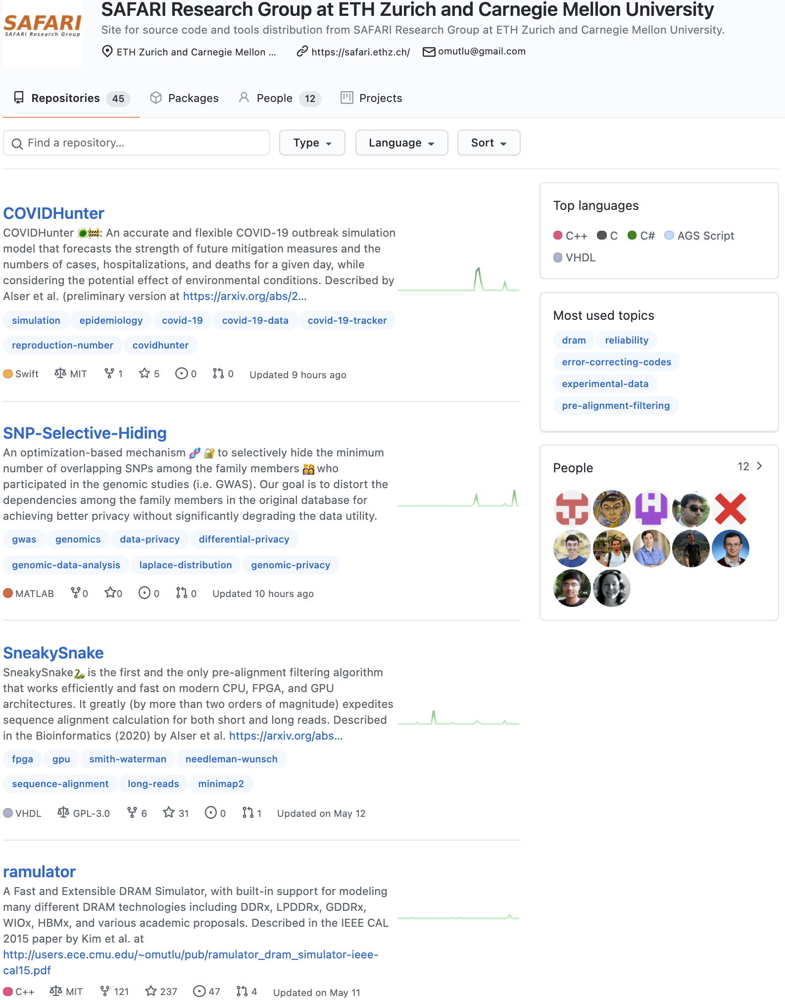 SAFARI
SAFARI Research Group
SAFARI Research Group at ETH Zurich and Carnegie Mellon University
Site for source code and tools distribution from SAFARI Research Group at ETH Zurich and Carnegie Mellon University.
ETH Zurich and Carnegie Mellon ... https://safari.ethz.ch/ omutlu@gmail.com
Repositories 45 Packages People 12 Projects
Find a repository... Type Language Sort
COVIDHunter
COVIDHunter 🦠🚧: An accurate and flexible COVID-19 outbreak simulation
model that forecasts the strength of future mitigation measures and the
numbers of cases, hospitalizations, and deaths for a given day, while
considering the potential effect of environmental conditions. Described by
Alser et al. (preliminary version at https://arxiv.org/abs/2...
simulation epidemiology covid-19 covid-19-data covid-19-tracker
reproduction-number covidhunter
Swift MIT 1 5 0 0 Updated 9 hours ago
SNP-Selective-Hiding
An optimization-based mechanism 🧬 🔐 to selectively hide the minimum
number of overlapping SNPs among the family members 👨‍👩‍👧‍👧 who
participated in the genomic studies (i.e. GWAS). Our goal is to distort the
dependencies among the family members in the original database for
achieving better privacy without significantly degrading the data utility.
gwas genomics data-privacy differential-privacy
genomic-data-analysis laplace-distribution genomic-privacy
MATLAB 0 0 0 0 Updated 10 hours ago
SneakySnake
SneakySnake🐍 is the first and the only pre-alignment filtering algorithm
that works efficiently and fast on modern CPU, FPGA, and GPU
architectures. It greatly (by more than two orders of magnitude) expedites
sequence alignment calculation for both short and long reads. Described
in the Bioinformatics (2020) by Alser et al. https://arxiv.org/abs...
fpga gpu smith-waterman needleman-wunsch
sequence-alignment long-reads minimap2
VHDL GPL-3.0 6 31 0 1 Updated on May 12
ramulator
A Fast and Extensible DRAM Simulator, with built-in support for modeling
many different DRAM technologies including DDRx, LPDDRx, GDDRx,
WIOx, HBMx, and various academic proposals. Described in the IEEE CAL
2015 paper by Kim et al. at
http://users.ece.cmu.edu/~omutlu/pub/ramulator_dram_simulator-ieee-
cal15.pdf
C++ MIT 121 237 47 4 Updated on May 11
Top languages
C++ C C# AGS Script
VHDL
Most used topics
dram reliability
error-correcting-codes
experimental-data
pre-alignment-filtering
People 12